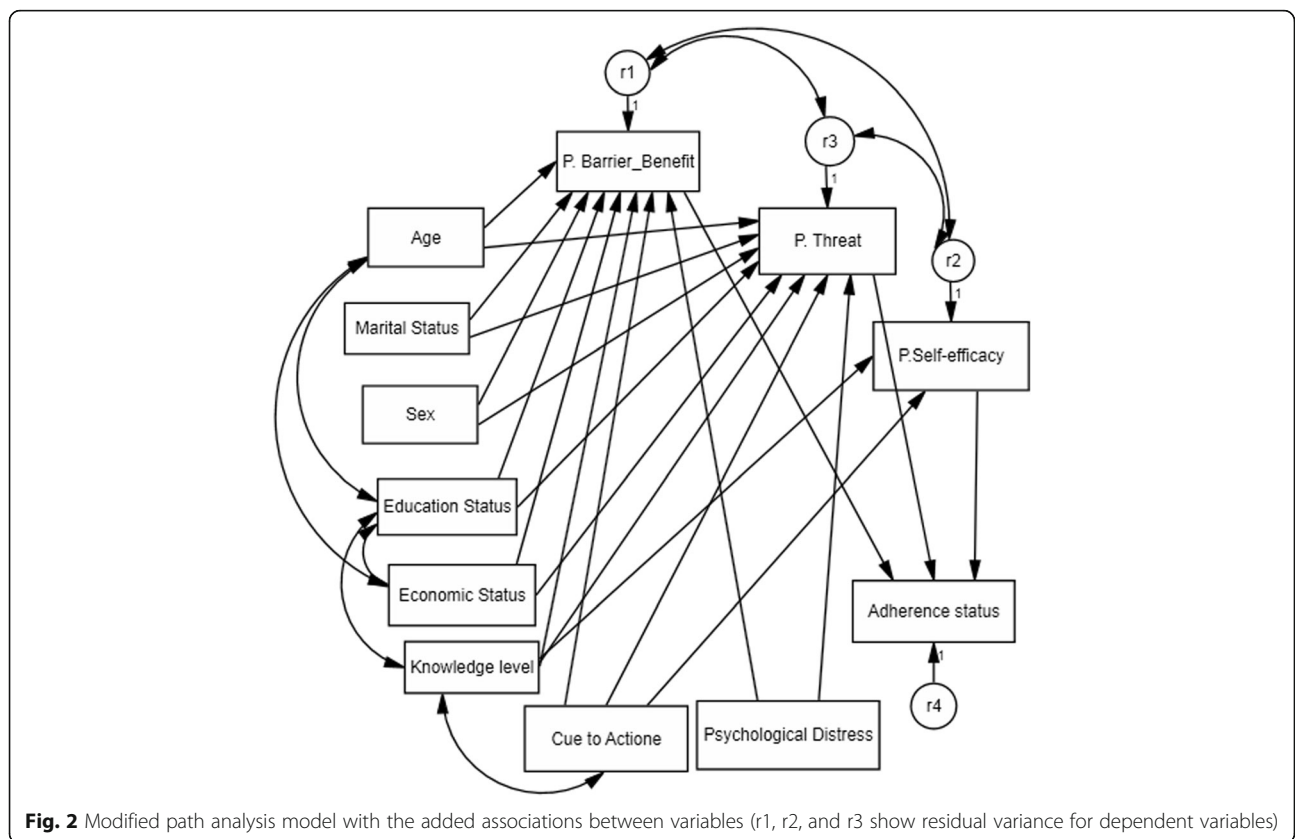 r1
1
P. Barrier_Benefit
r3
1
Age
P. Threat
r2
1
Marital Status
P.Self-efficacy
Sex
Education Status
Economic Status
Adherence status
1
Knowledge level
r4
Cue to Actione
Psychological Distress
Fig. 2 Modified path analysis model with the added associations between variables (r1, r2, and r3 show residual variance for dependent variables)